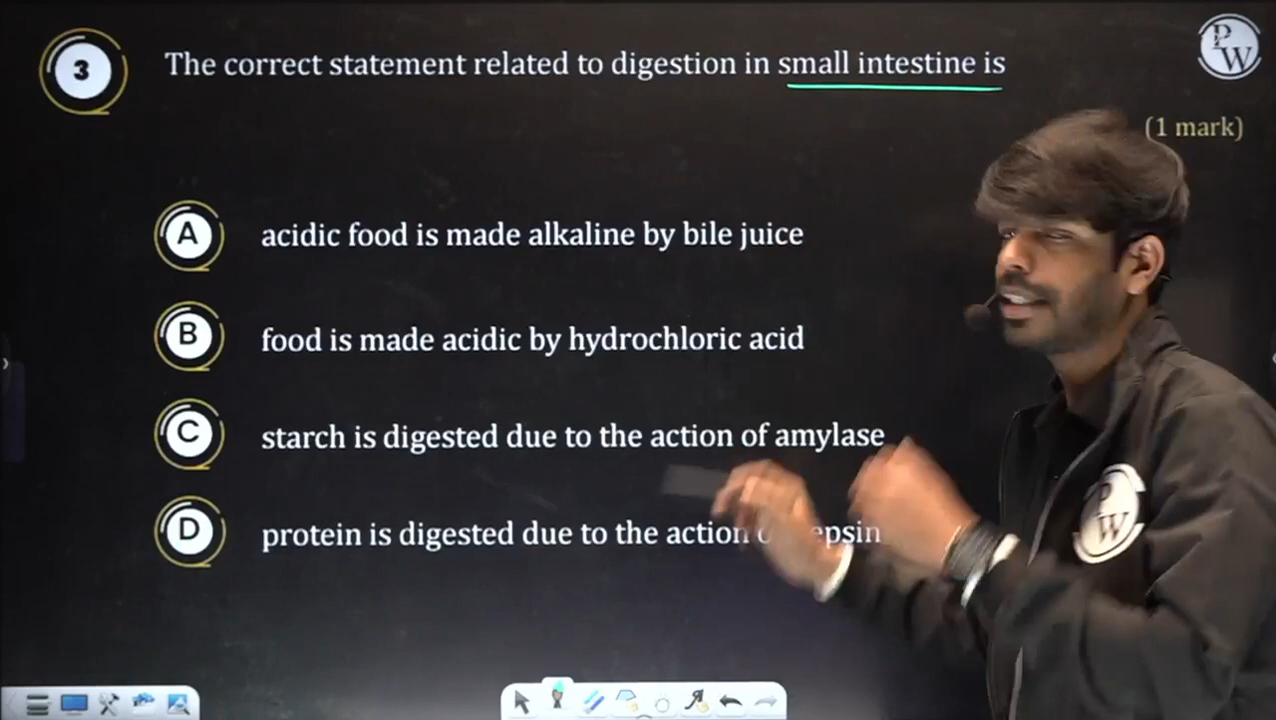 3
The correct statement related to digestion in small intestine is
P
W
(1 mark)
A
acidic food is made alkaline by bile juice
B
food is made acidic by hydrochloric acid
C
starch is digested due to the action of amylase
D
protein is digested due to the action
P
W